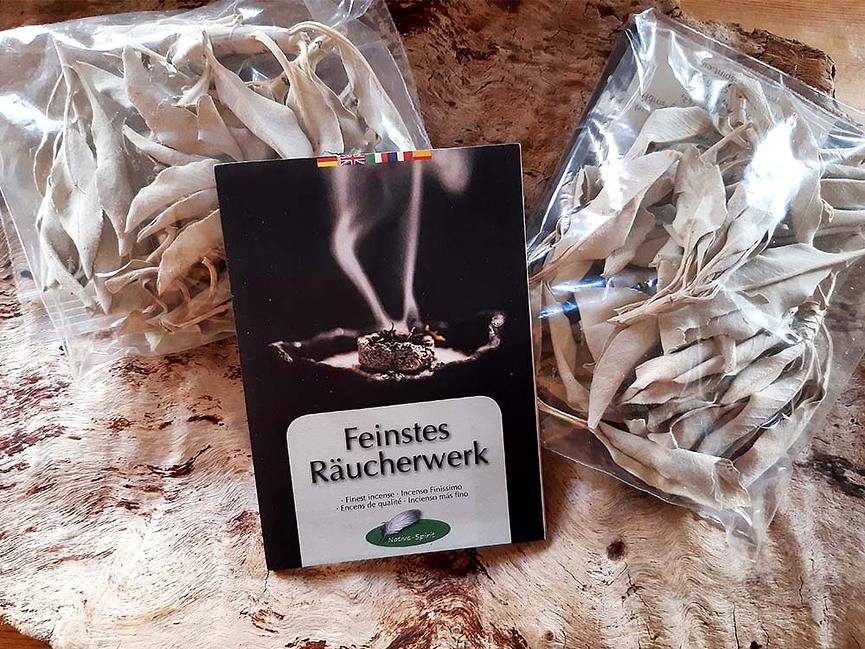 Feinstes
Räucherwerk
- Finest incense - Incenso Finissimo
- Encens de qualité - Incienso más fino
Native-Spirit